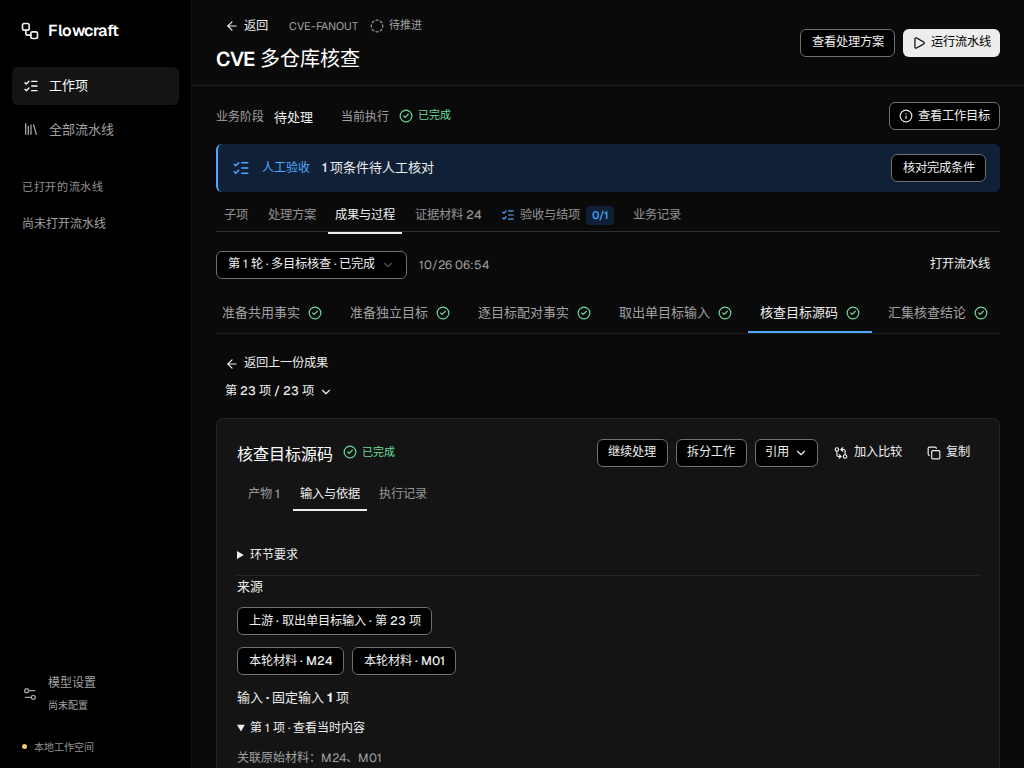 Flowcraft
工作项
全部流水线
已打开的流水线
尚未打开流水线
模型设置
尚未配置
本地工作空间
返回 CVE-FANOUT 待推进
CVE 多仓库核查
查看处理方案 运行流水线
业务阶段 待处理 当前执行 已完成 查看工作目标
人工验收 1 项条件待人工核对 核对完成条件
子项 处理方案 成果与过程 证据材料 24 验收与结项 0/1 业务记录
第 1 轮 · 多目标核查 · 已完成 10/26 06:54 打开流水线
准备共用事实 准备独立目标 逐目标配对事实 取出单目标输入 核查目标源码 汇集核查结论
返回上一份成果
第 23 项 / 23 项
核查目标源码 已完成 继续处理 拆分工作 引用 加入比较 复制
产物 1 输入与依据 执行记录
环节要求
来源
上游 · 取出单目标输入 · 第 23 项
本轮材料 · M24 本轮材料 · M01
输入 · 固定输入 1 项
第 1 项 · 查看当时内容
关联原始材料：M24、M01